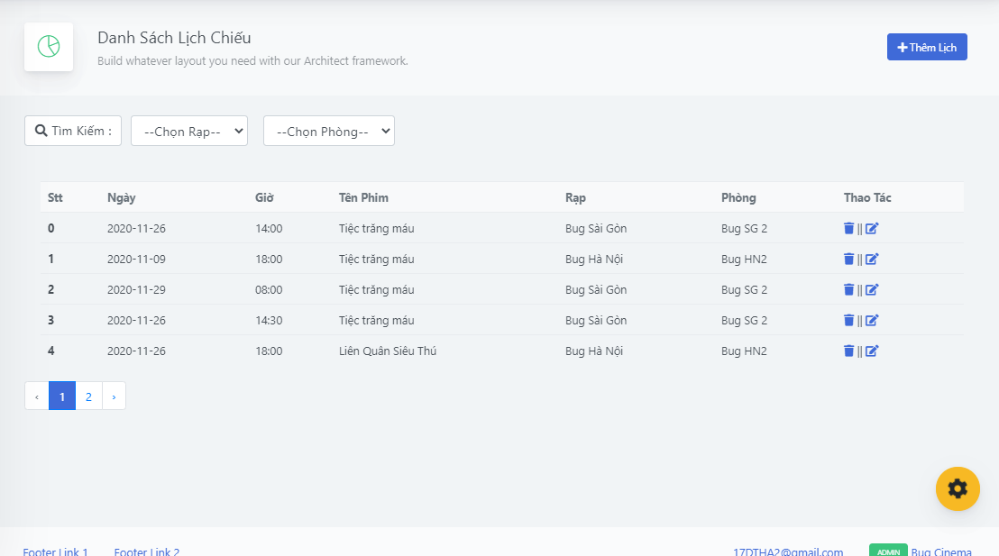 Danh Sách Lịch Chiếu
Build whatever layout you need with our Architect framework.
Thêm Lịch
Tìm Kiếm : --Chọn Rạp-- --Chọn Phòng--
Stt Ngày Giờ Tên Phim Rạp Phòng Thao Tác
0 2020-11-26 14:00 Tiệc trăng máu Bug Sài Gòn Bug SG 2 ||
1 2020-11-09 18:00 Tiệc trăng máu Bug Hà Nội Bug HN2 ||
2 2020-11-29 08:00 Tiệc trăng máu Bug Sài Gòn Bug SG 2 ||
3 2020-11-26 14:30 Tiệc trăng máu Bug Sài Gòn Bug SG 2 ||
4 2020-11-26 18:00 Liên Quân Siêu Thú Bug Hà Nội Bug HN2 ||
‹ 1 2 ›
Footer Link 1 Footer Link 2 17DTHA2@gmail.com ADMIN Bug Cinema